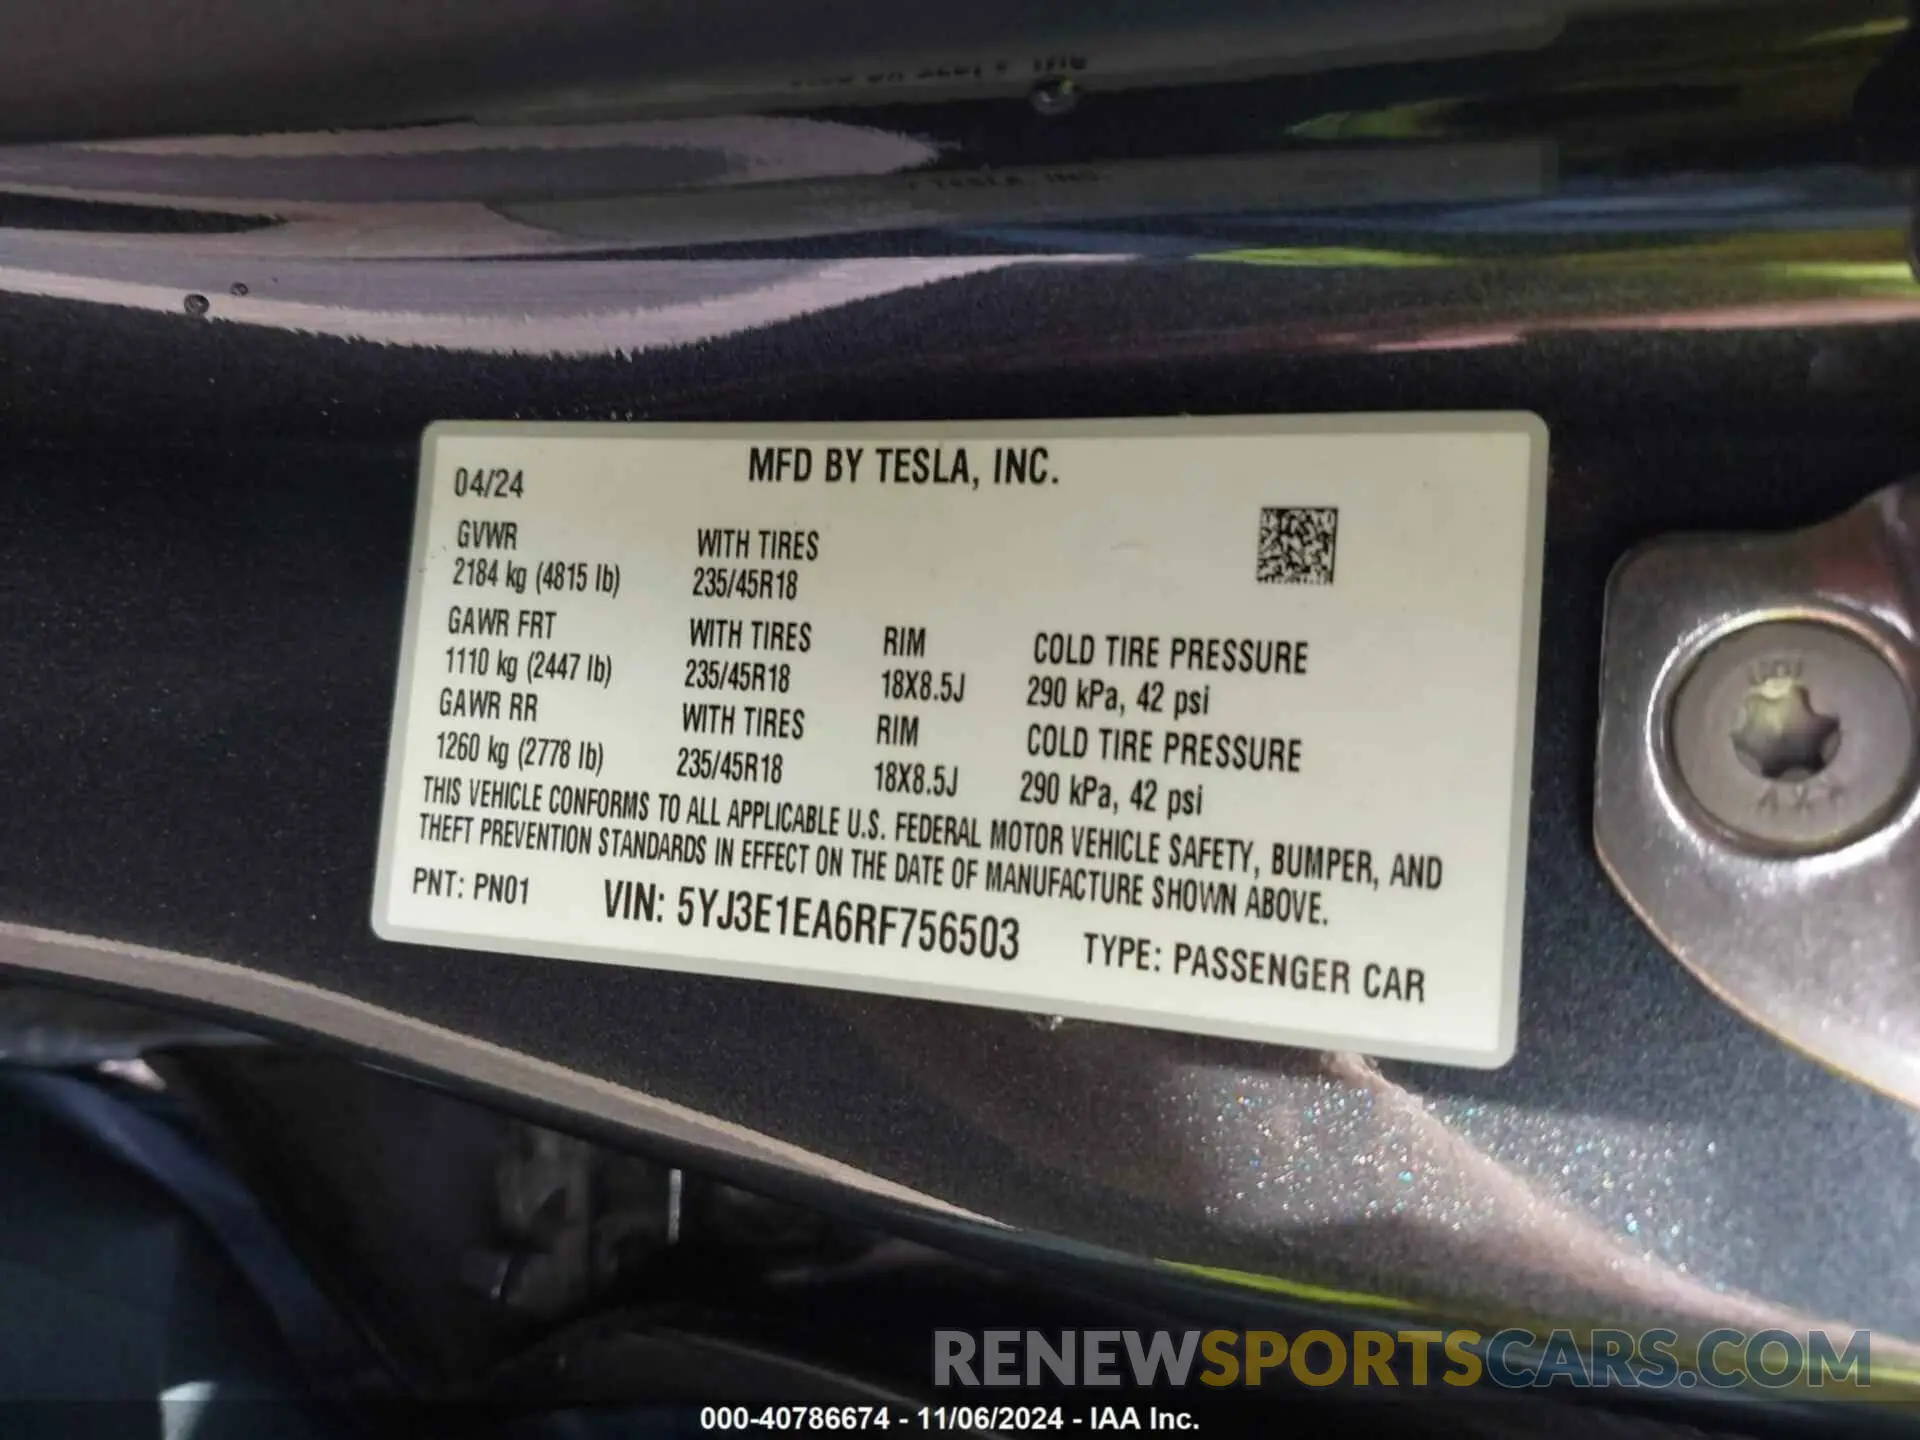 MFD BY TESLA, INC.
04/24
GVWR WITH TIRES
2184 kg (4815 lb) 235/45R18
GAWR FRT WITH TIRES RIM COLD TIRE PRESSURE
1110 kg (2447 lb) 235/45R18 18X8.5J 290 kPa, 42 psi
GAWR RR WITH TIRES RIM COLD TIRE PRESSURE
1260 kg (2778 lb) 235/45R18 18X8.5J 290 kPa, 42 psi
THIS VEHICLE CONFORMS TO ALL APPLICABLE U.S. FEDERAL MOTOR VEHICLE SAFETY, BUMPER, AND
THEFT PREVENTION STANDARDS IN EFFECT ON THE DATE OF MANUFACTURE SHOWN ABOVE.
PNT: PN01 VIN: 5YJ3E1EA6RF756503 TYPE: PASSENGER CAR
RENEWSPORTSCARS.COM
000-40786674 - 11/06/2024 - IAA Inc.